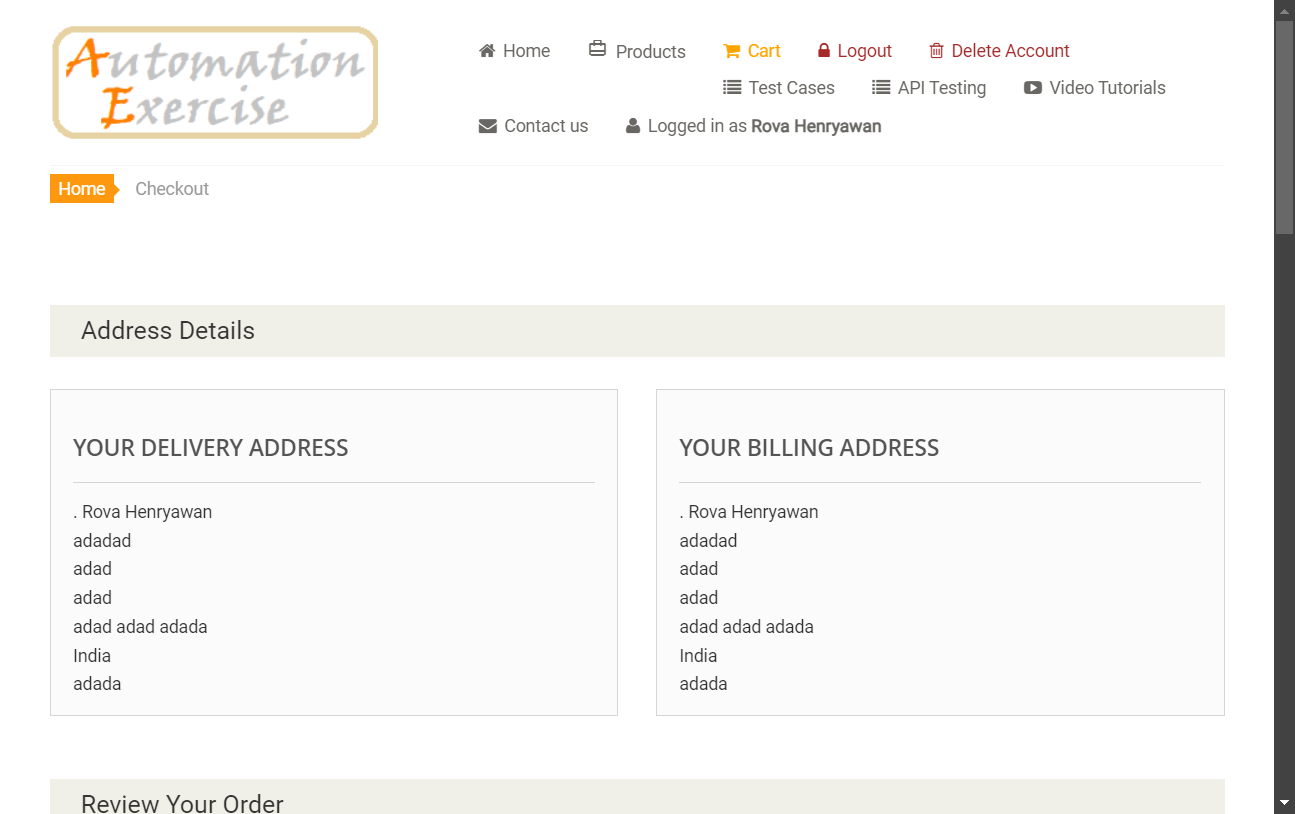 Automation
Exercise
Home Products Cart Logout Delete Account
Test Cases API Testing Video Tutorials
Contact us Logged in as Rova Henryawan
Home Checkout
Address Details
YOUR DELIVERY ADDRESS
. Rova Henryawan
adadad
adad
adad
adad adad adada
India
adada
YOUR BILLING ADDRESS
. Rova Henryawan
adadad
adad
adad
adad adad adada
India
adada
Review Your Order